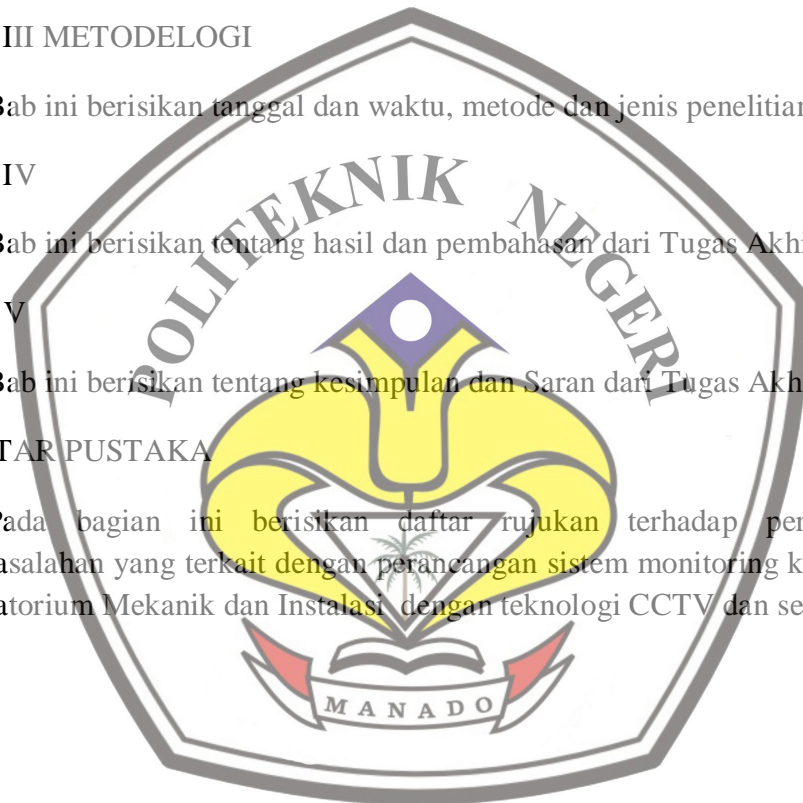 III METODELOGI
Bab ini berisikan tanggal dan waktu, metode dan jenis penelitian
IV
Bab ini berisikan tentang hasil dan pembahasan dari Tugas Akhi
V
Bab ini berisikan tentang kesimpulan dan Saran dari Tugas Akh
TAR PUSTAKA
Pada bagian ini berisikan daftar rujukan terhadap per
asalahan yang terkait dengan perancangan sistem monitoring k
atorium Mekanik dan Instalasi dengan teknologi CCTV dan se
POLITEKNIK NEGERI
MANADO